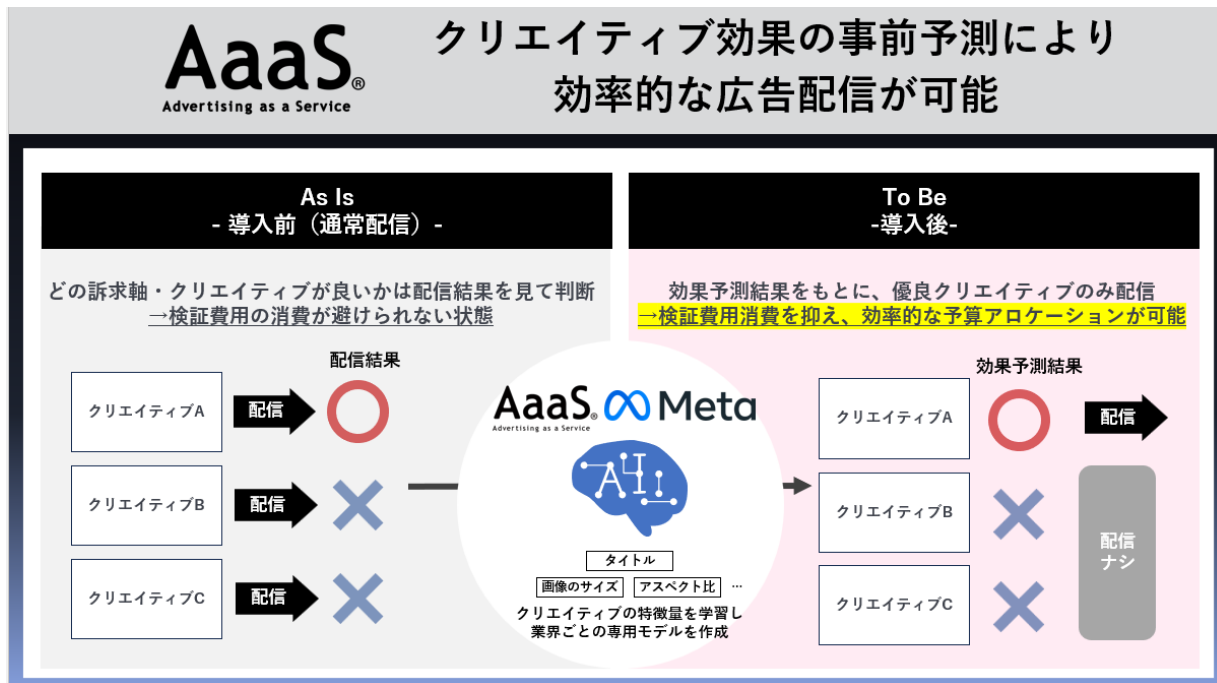 AaaS®
Advertising as a Service
クリエイティブ効果の事前予測により
効率的な広告配信が可能
As Is
- 導入前（通常配信）-
どの訴求軸・クリエイティブが良いかは配信結果を見て判断
→検証費用の消費が避けられない状態
配信結果
クリエイティブA
配信
クリエイティブB
配信
クリエイティブC
配信
AaaS®
Advertising as a Service
Meta
AI
タイトル
画像のサイズ
アスペクト比
…
クリエイティブの特徴量を学習し
業界ごとの専用モデルを作成
To Be
-導入後-
効果予測結果をもとに、優良クリエイティブのみ配信
→検証費用消費を抑え、効率的な予算アロケーションが可能
効果予測結果
クリエイティブA
配信
クリエイティブB
クリエイティブC
配信
ナシ